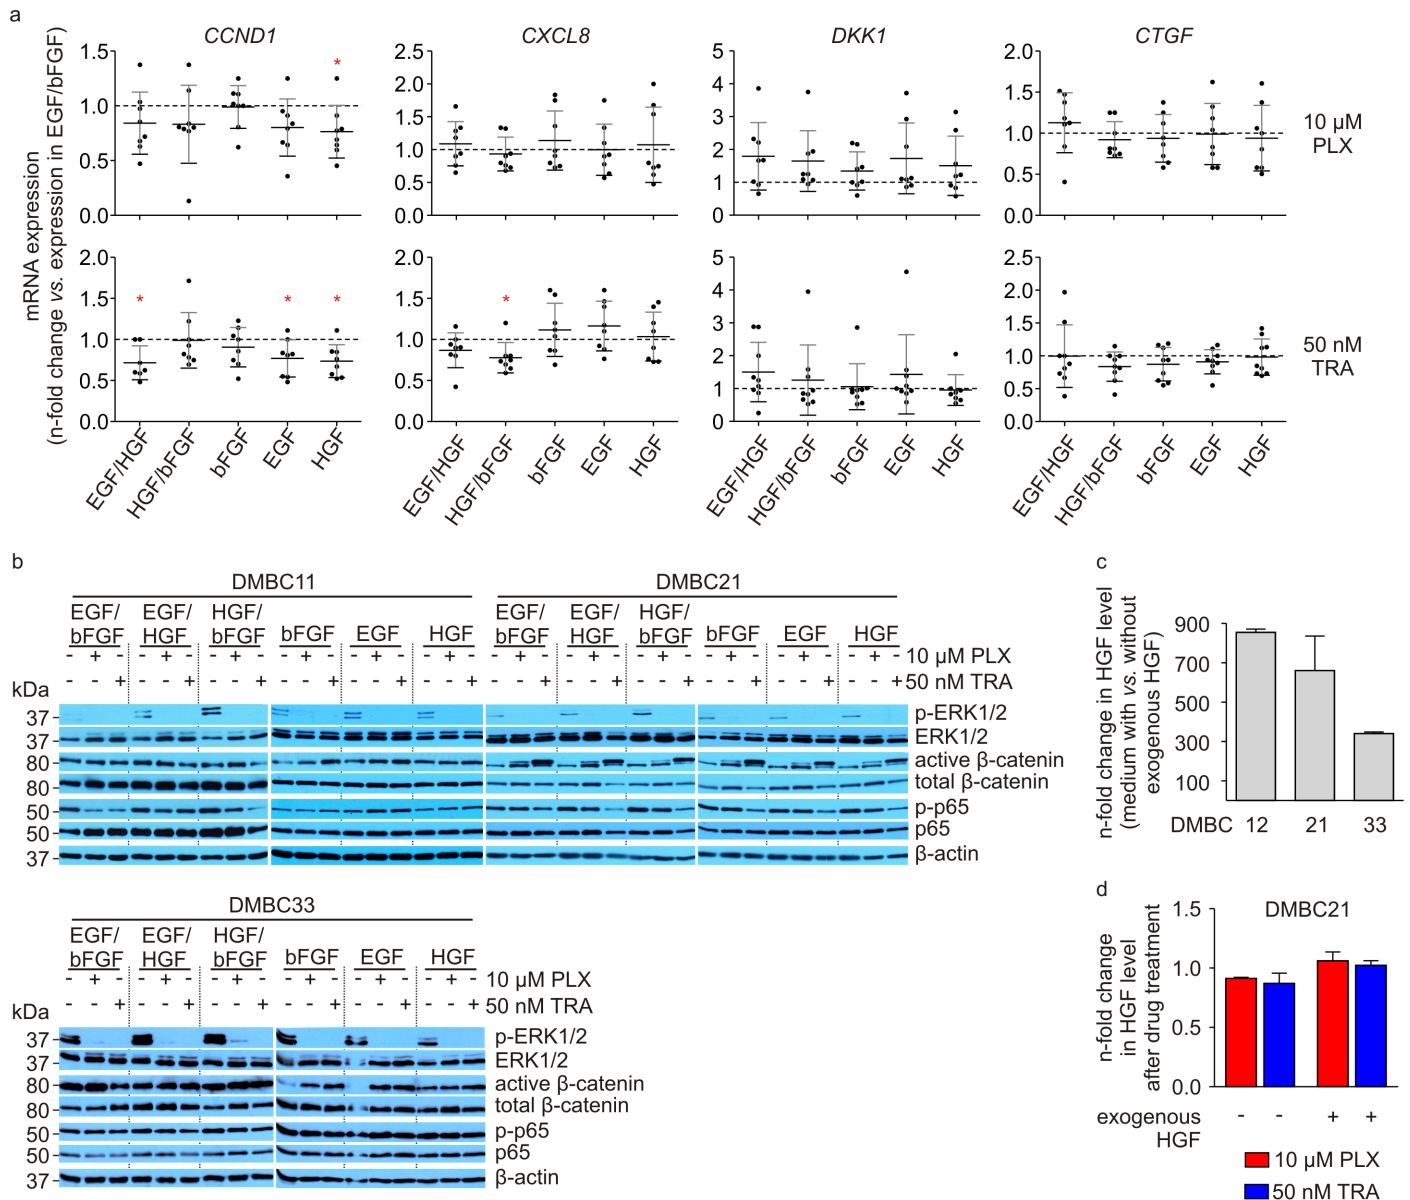 a
CCND1 CXCL8 DKK1 CTGF
mRNA expression
(n-fold change vs. expression in EGF/bFGF)
1.5 1.0 0.5 0.0
*
2.5 2.0 1.5 1.0 0.5 0.0
5 4 3 2 1 0
2.0 1.5 1.0 0.5 0.0
10 µM
PLX
2.0 1.5 1.0 0.5 0.0
* * *
2.0 1.5 1.0 0.5 0.0
*
5 4 3 2 1 0
2.5 2.0 1.5 1.0 0.5 0.0
50 nM
TRA
EGF/HGF HGF/bFGF bFGF EGF HGF
EGF/HGF HGF/bFGF bFGF EGF HGF
EGF/HGF HGF/bFGF bFGF EGF HGF
EGF/HGF HGF/bFGF bFGF EGF HGF
b
DMBC11 DMBC21
EGF/ EGF/ HGF/ EGF/ EGF/ HGF/
bFGF HGF bFGF bFGF EGF HGF bFGF HGF bFGF bFGF EGF HGF
- + - - + - - + - - + - - + - - + - - + - - + - - + - - + - - + - - + - 10 µM PLX
- - + - - + - - + - - + - - + - - + - - + - - + - - + - - + - - + - - + 50 nM TRA
kDa
37 p-ERK1/2
37 ERK1/2
80 active β-catenin
80 total β-catenin
50 p-p65
50 p65
37 β-actin
DMBC33
EGF/ EGF/ HGF/
bFGF HGF bFGF bFGF EGF HGF
- + - - + - - + - - + - - + - - + - 10 µM PLX
- - + - - + - - + - - + - - + - - + 50 nM TRA
kDa
37 p-ERK1/2
37 ERK1/2
80 active β-catenin
80 total β-catenin
50 p-p65
50 p65
37 β-actin
c
n-fold change in HGF level
(medium with vs. without
exogenous HGF)
900
700
500
300
100
DMBC 12 21 33
d
DMBC21
n-fold change
in HGF level
after drug treatment
1.5
1.0
0.5
0.0
exogenous - - + +
HGF
10 µM PLX
50 nM TRA